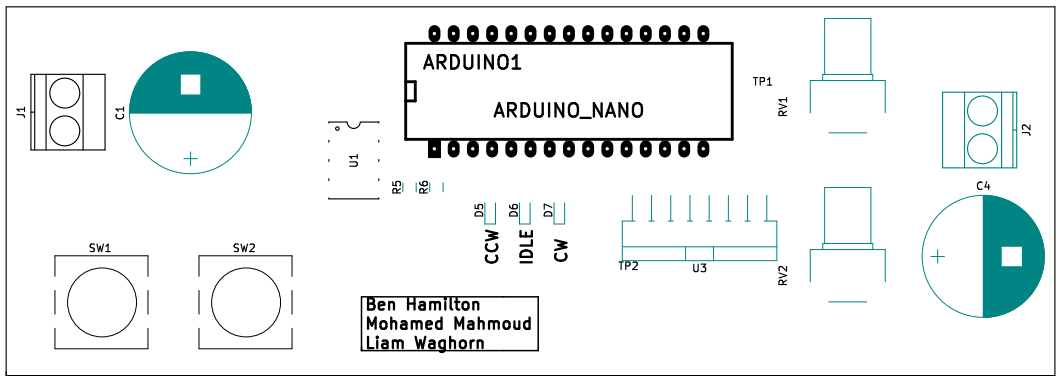 ARDUINO1
ARDUINO_NANO
J1
C1
U1
R5
R6
TP1
RV1
J2
C4
D5
D6
D7
CCW
IDLE
CW
SW1
SW2
TP2
U3
RV2
Ben Hamilton
Mohamed Mahmoud
Liam Waghorn